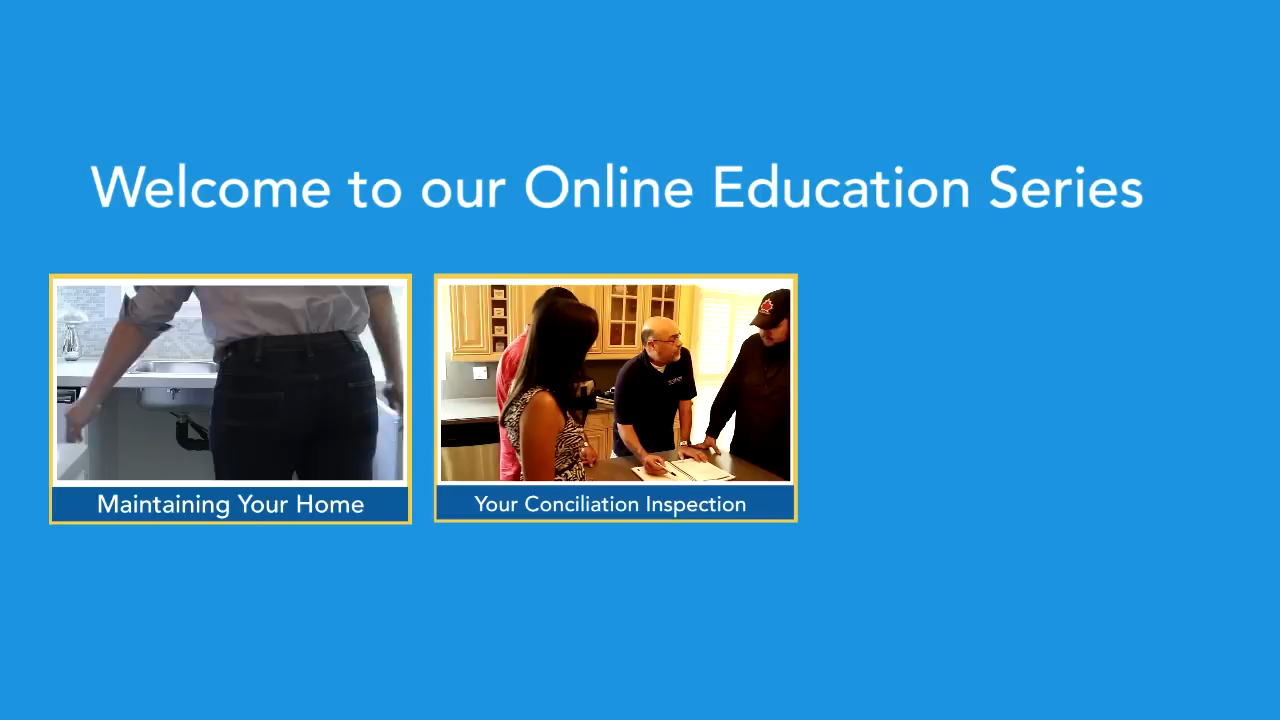 Welcome to our Online Education Series
Maintaining Your Home
Your Conciliation Inspection